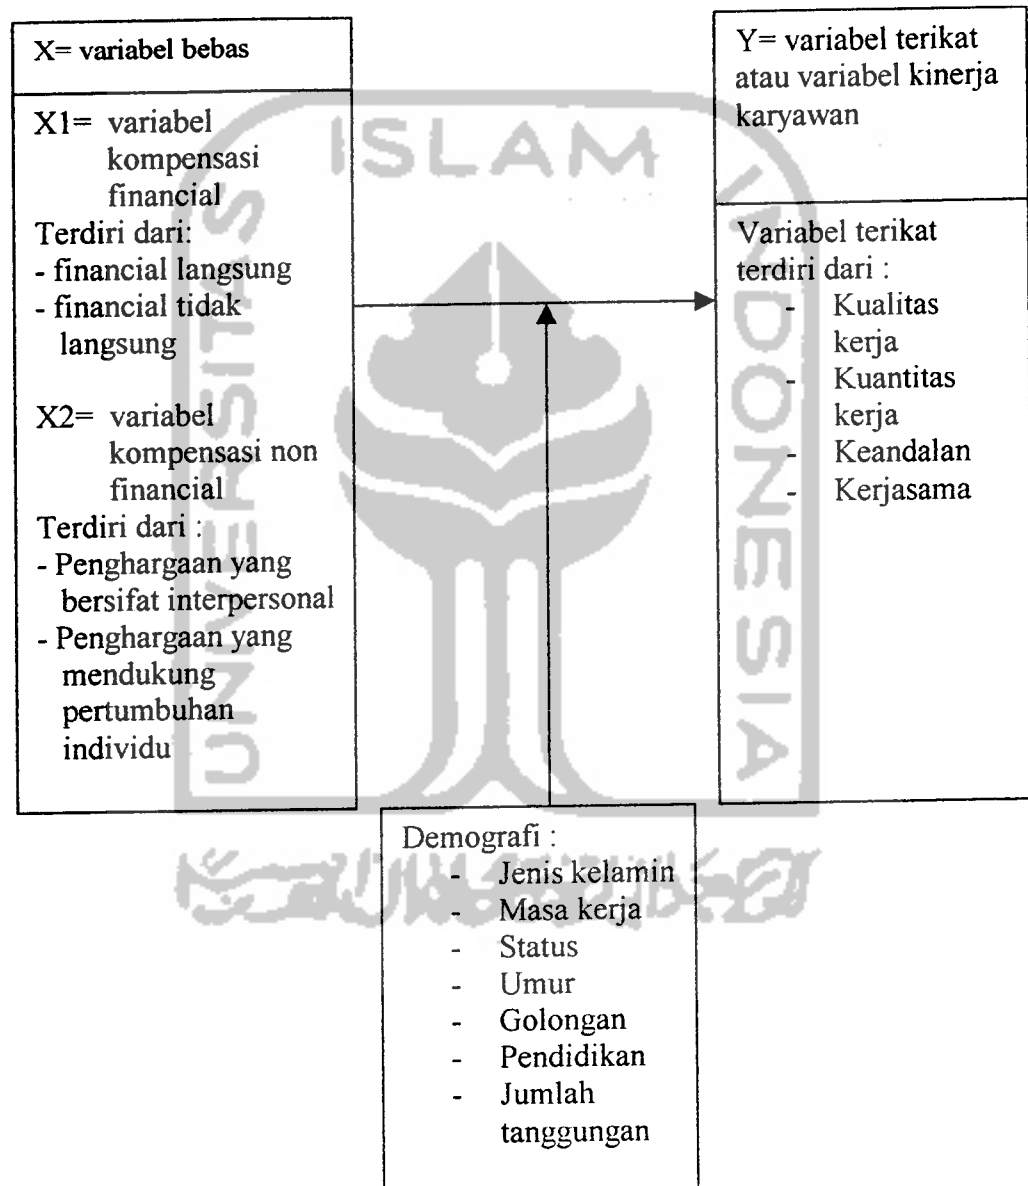 X= variabel bebas
X1= variabel
kompensasi
financial
Terdiri dari:
- financial langsung
- financial tidak
langsung
X2= variabel
kompensasi non
financial
Terdiri dari :
- Penghargaan yang
bersifat interpersonal
- Penghargaan yang
mendukung
pertumbuhan
individu
Y= variabel terikat
atau variabel kinerja
karyawan
Variabel terikat
terdiri dari :
- Kualitas
kerja
- Kuantitas
kerja
- Keandalan
- Kerjasama
Demografi :
- Jenis kelamin
- Masa kerja
- Status
- Umur
- Golongan
- Pendidikan
- Jumlah
tanggungan
UNIVERSITAS
ISLAM
INDONESIA